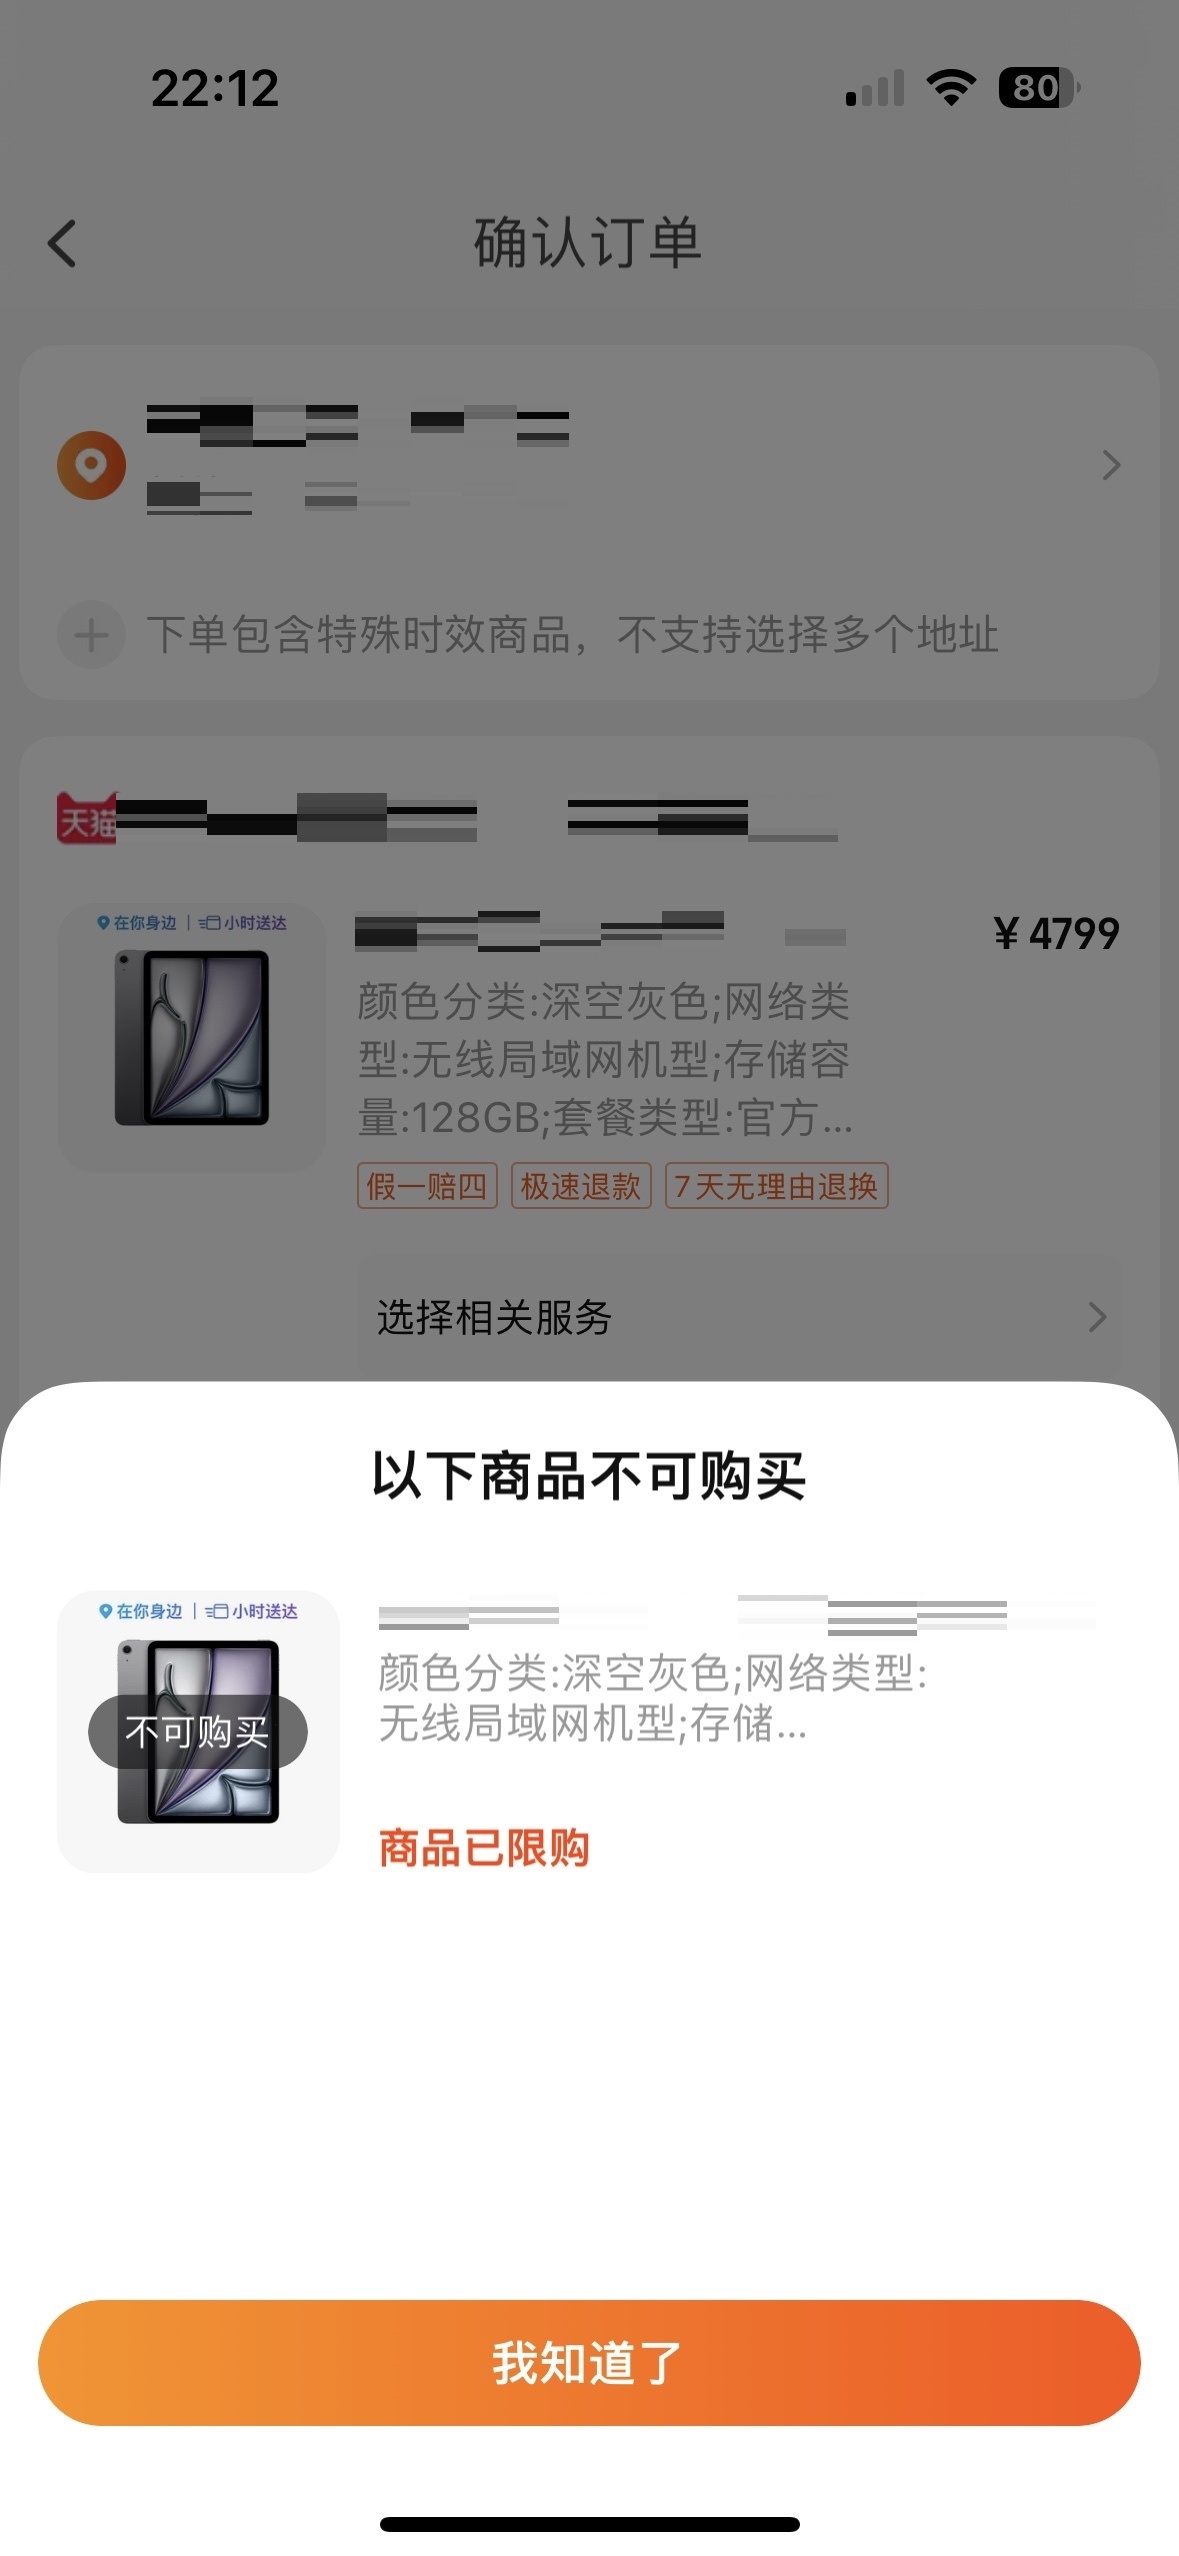 22:12
80
确认订单
下单包含特殊时效商品，不支持选择多个地址
天猫
在你身边 | 小时送达
¥ 4799
颜色分类:深空灰色;网络类
型:无线局域网机型;存储容
量:128GB;套餐类型:官方...
假一赔四 极速退款 7天无理由退换
选择相关服务
以下商品不可购买
在你身边 | 小时送达
不可购买
颜色分类:深空灰色;网络类型:
无线局域网机型;存储...
商品已限购
我知道了